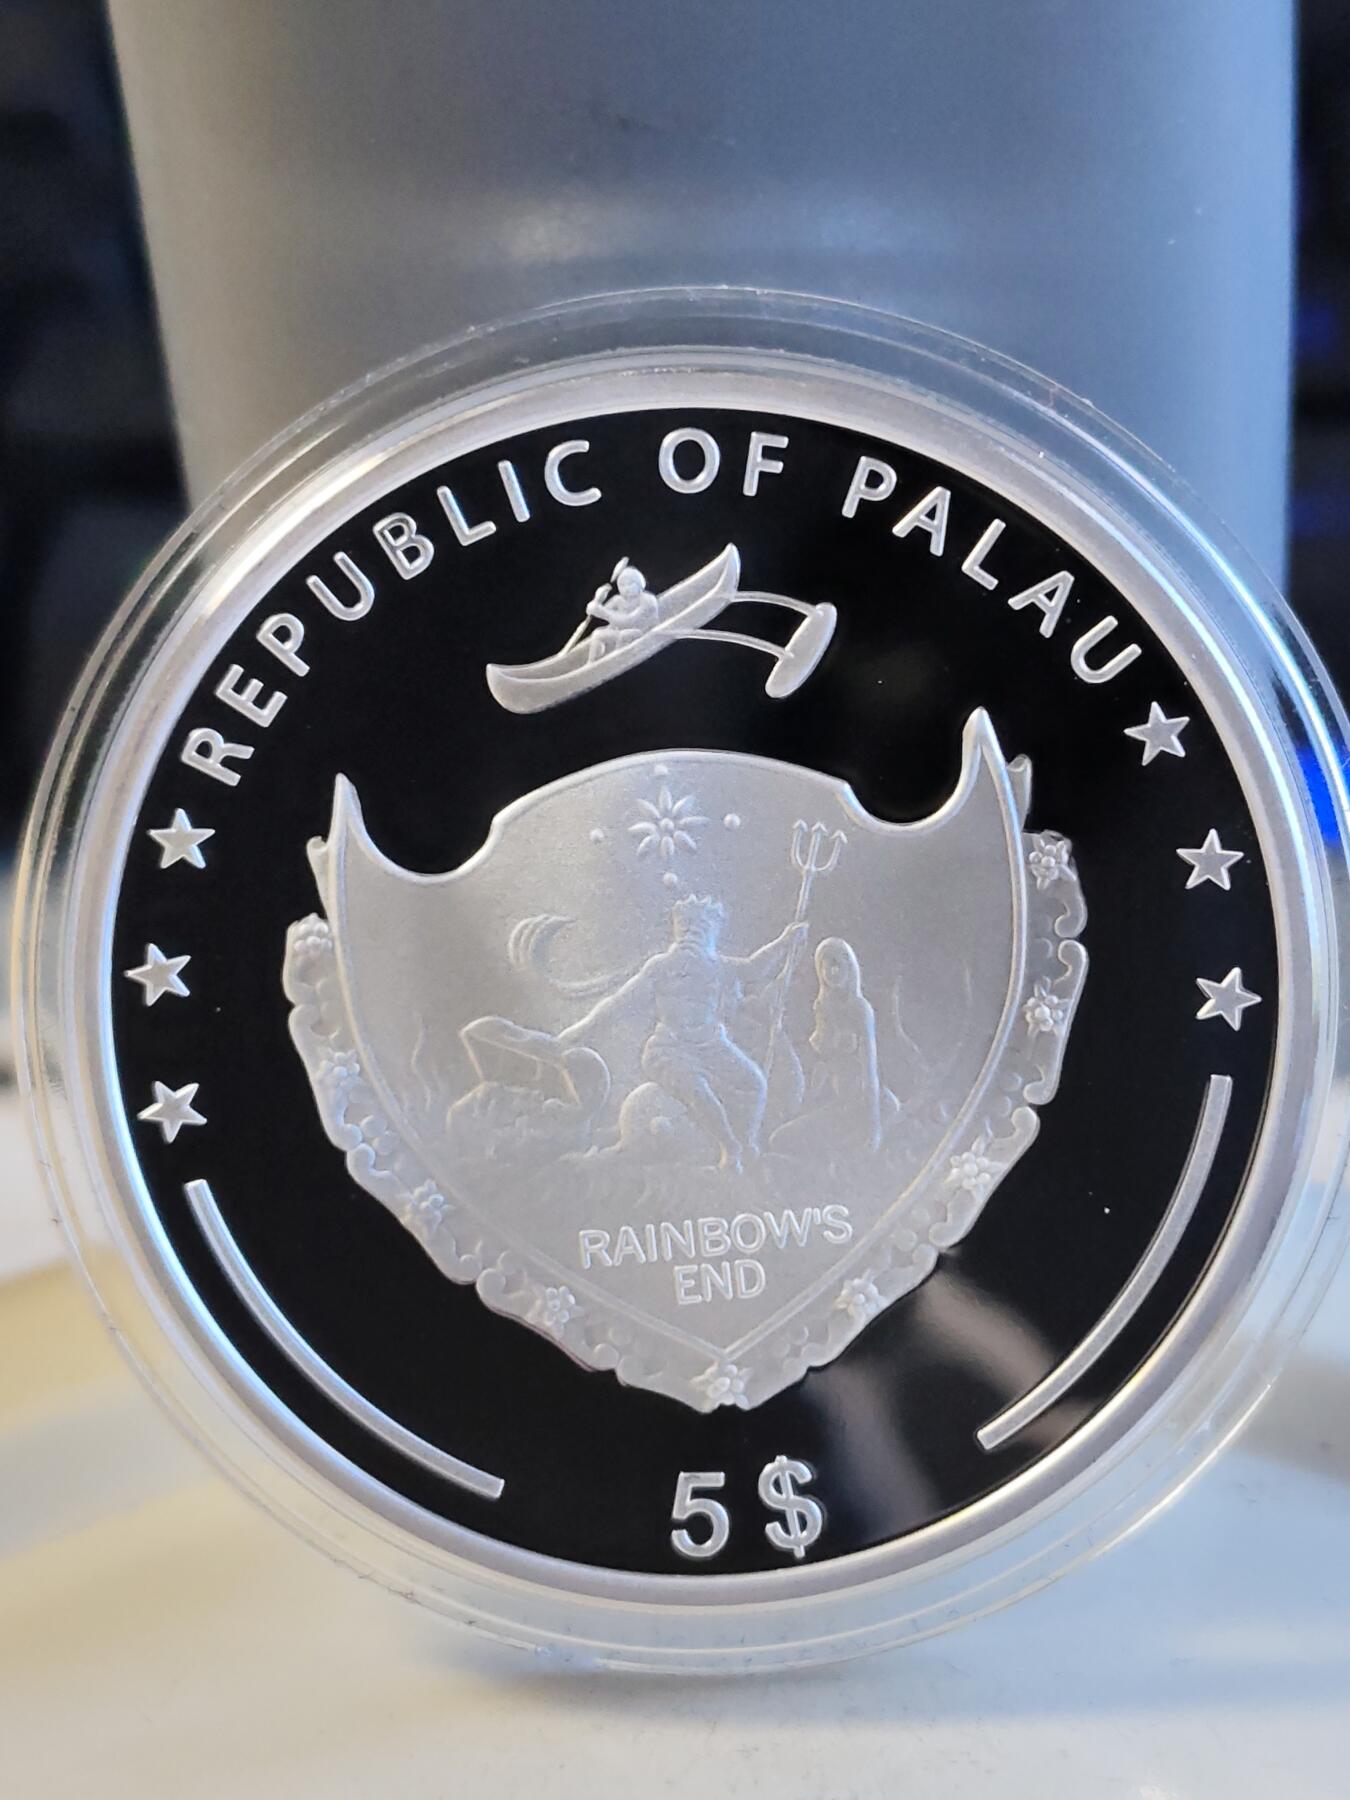 REPUBLIC OF PALAU
RAINBOW'S
END
5 $